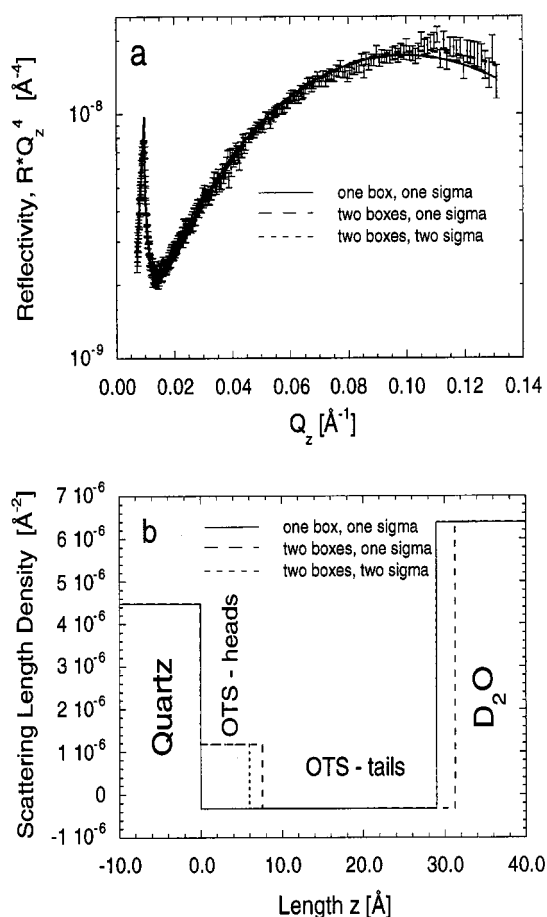 a
Reflectivity, R*Q_z^4 [Å^-4]
10^-8
10^-9
one box, one sigma
two boxes, one sigma
two boxes, two sigma
0.00 0.02 0.04 0.06 0.08 0.10 0.12 0.14
Q_z [Å^-1]
b
Scattering Length Density [Å^-2]
7 10^-6
6 10^-6
5 10^-6
4 10^-6
3 10^-6
2 10^-6
1 10^-6
0
-1 10^-6
one box, one sigma
two boxes, one sigma
two boxes, two sigma
Quartz
OTS - heads
OTS - tails
D_2O
-10.0 0.0 10.0 20.0 30.0 40.0
Length z [Å]